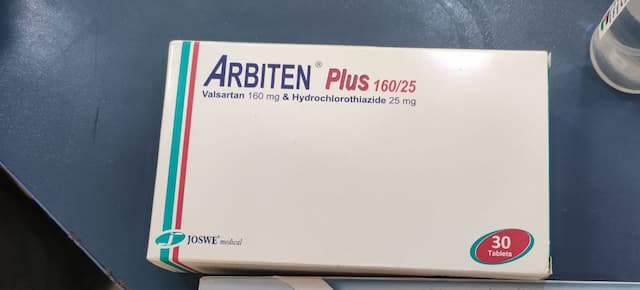 ARBITEN® Plus 160/25
Valsartan 160 mg & Hydrochlorothiazide 25 mg
JOSWE® medical
30
Tablets